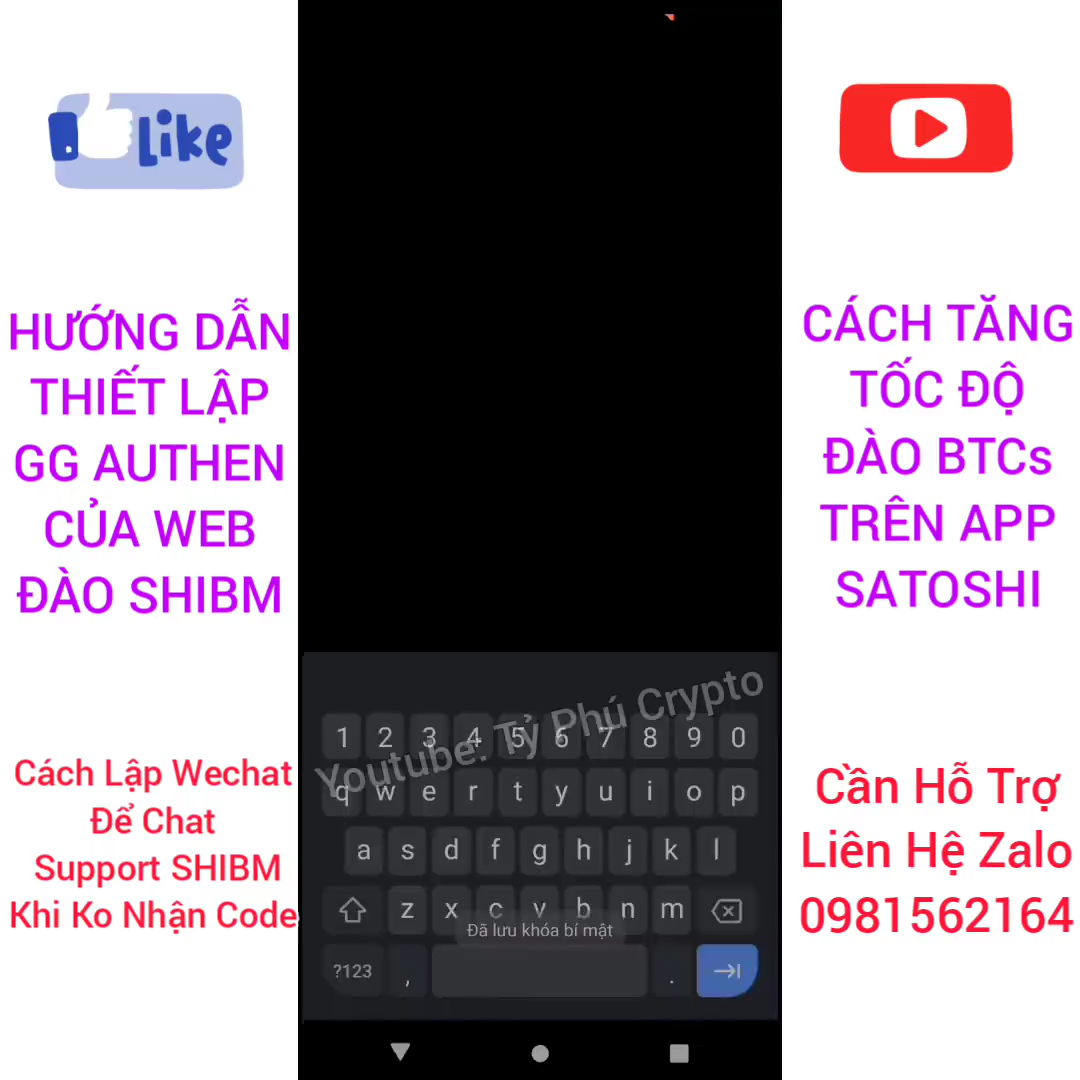 Like
HƯỚNG DẪN
THIẾT LẬP
GG AUTHEN
CỦA WEB
ĐÀO SHIBM
Cách Lập Wechat
Để Chat
Support SHIBM
Khi Ko Nhận Code
Youtube: Tỷ Phú Crypto
1 2 3 4 5 6 7 8 9 0
q w e r t y u i o p
a s d f g h j k l
z x c v b n m
Đã lưu khóa bí mật
?123 , .
CÁCH TĂNG
TỐC ĐỘ
ĐÀO BTCs
TRÊN APP
SATOSHI
Cần Hỗ Trợ
Liên Hệ Zalo
0981562164